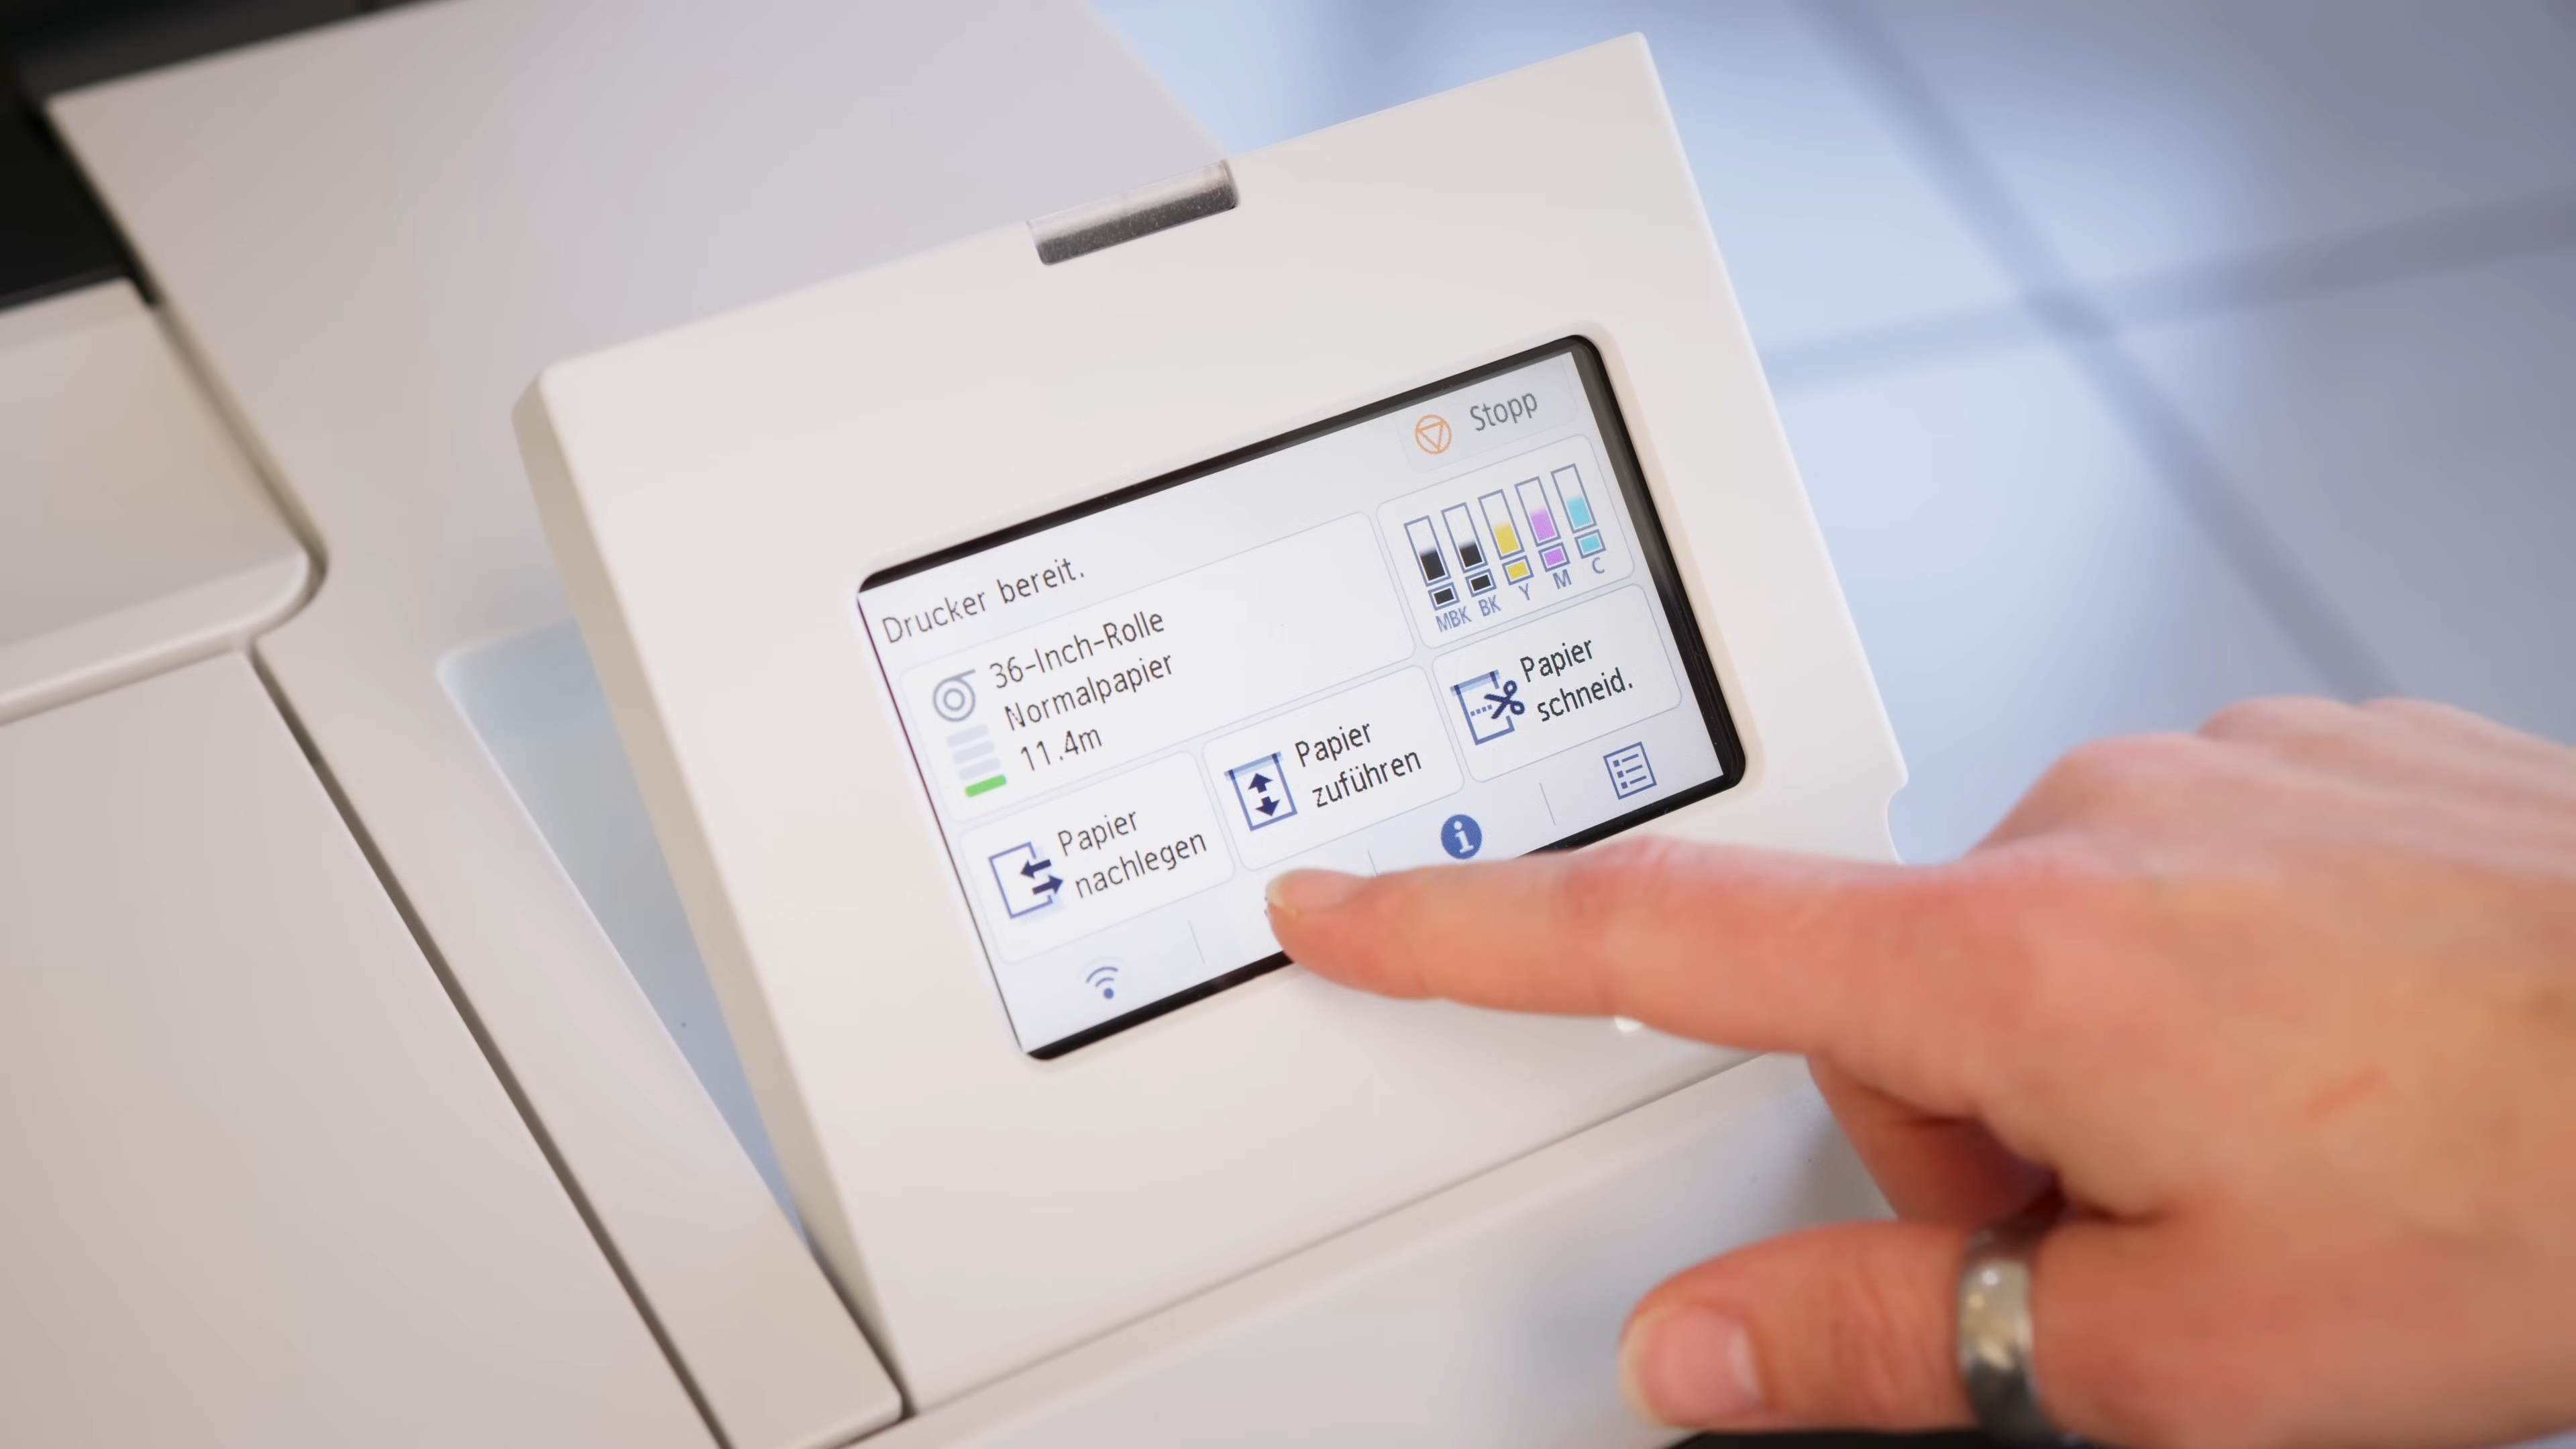 Stopp
Drucker bereit.
36-Inch-Rolle
Normalpapier
11.4m
MBK BK Y M C
Papier
nachlegen
Papier
zuführen
Papier
schneid.